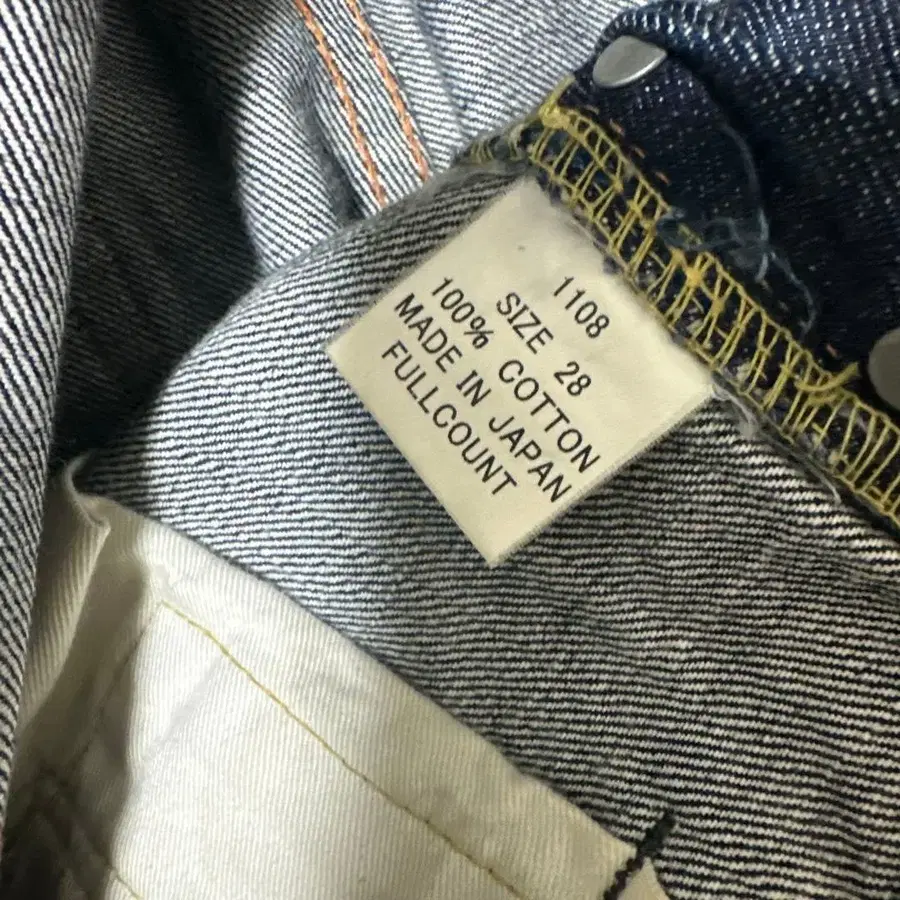 1108
SIZE 28
100% COTTON
MADE IN JAPAN
FULLCOUNT